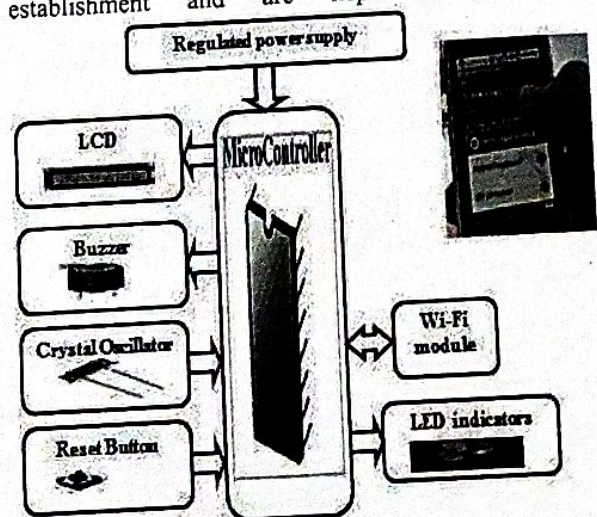 establishment and are
Regulated power supply
LCD
MicroController
Buzzer
Crystal Oscillator
Wi-Fi
module
Reset Button
LED indicators